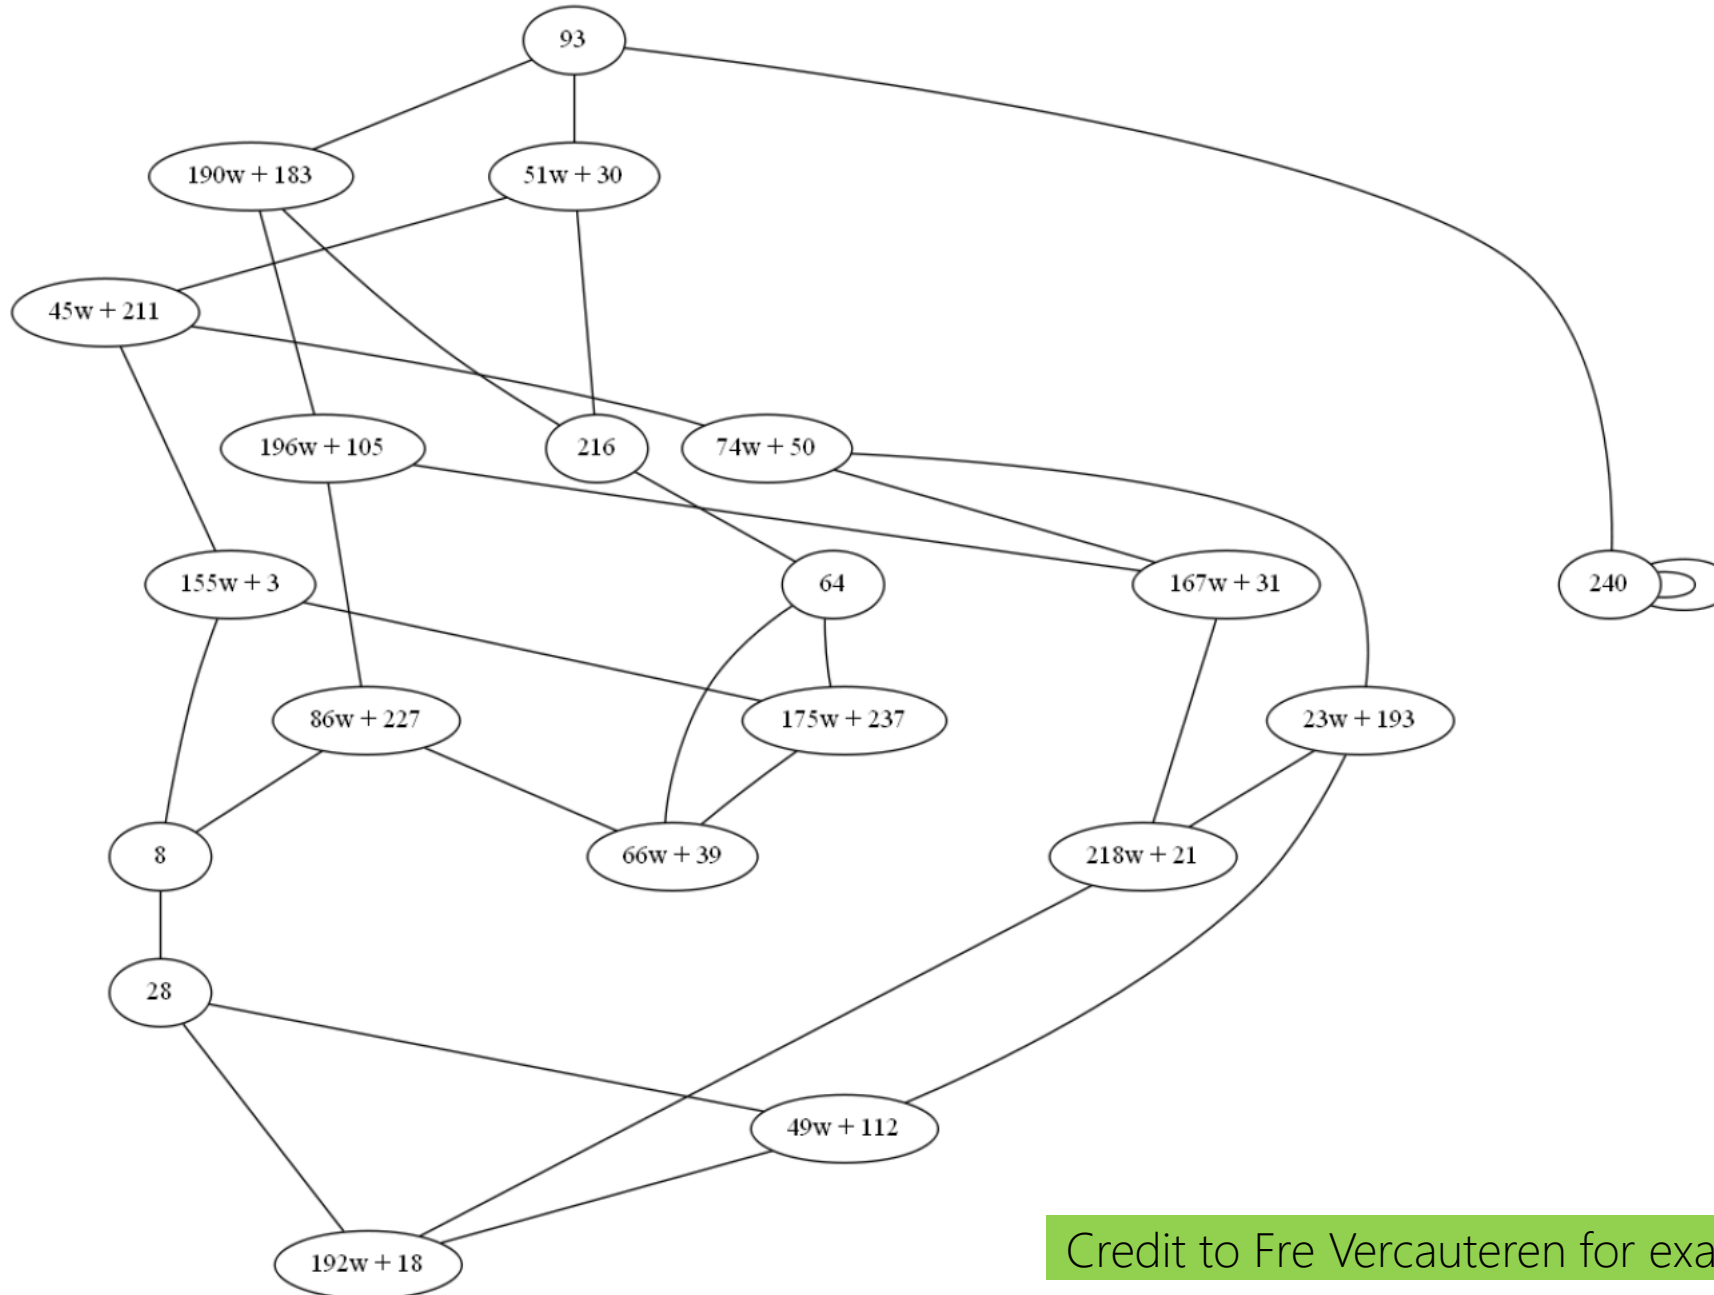 93
190w + 183
51w + 30
45w + 211
196w + 105
216
74w + 50
155w + 3
64
167w + 31
240
86w + 227
175w + 237
23w + 193
8
66w + 39
218w + 21
28
49w + 112
192w + 18
Credit to Fre Vercauteren for exa